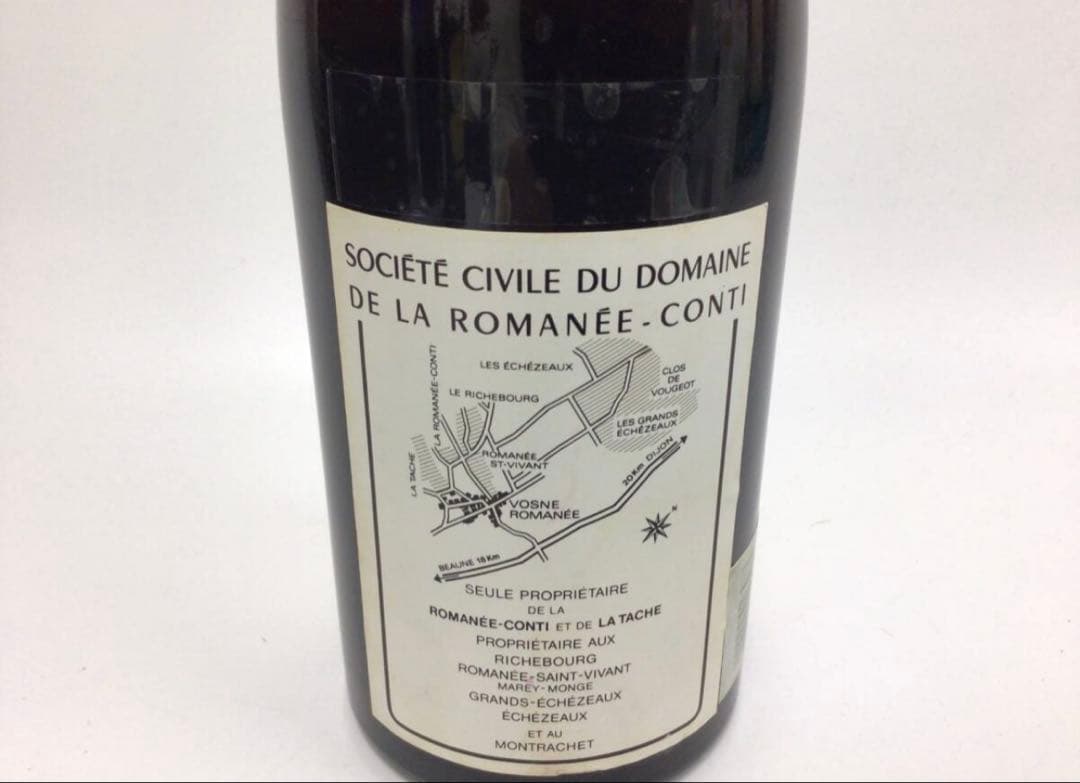 SOCIÉTÉ CIVILE DU DOMAINE
DE LA ROMANÉE-CONTI
LA ROMANÉE-CONTI
LES ÉCHÉZEAUX
CLOS
DE
VOUGEOT
LE RICHEBOURG
LES GRANDS
ÉCHÉZEAUX
LA TACHE
ROMANÉE
ST-VIVANT
20 Km DIJON
VOSNE
ROMANÉE
N
BEAUNE 18 Km
SEULE PROPRIÉTAIRE
DE LA
ROMANÉE-CONTI ET DE LA TACHE
PROPRIÉTAIRE AUX
RICHEBOURG
ROMANÉE-SAINT-VIVANT
MAREY-MONGE
GRANDS-ÉCHÉZEAUX
ÉCHÉZEAUX
ET AU
MONTRACHET